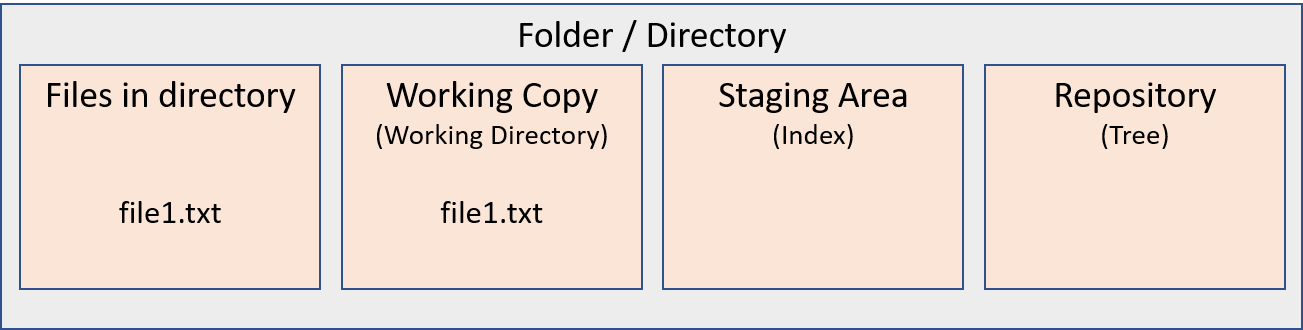 Folder / Directory
Files in directory
file1.txt
Working Copy
(Working Directory)
file1.txt
Staging Area
(Index)
Repository
(Tree)